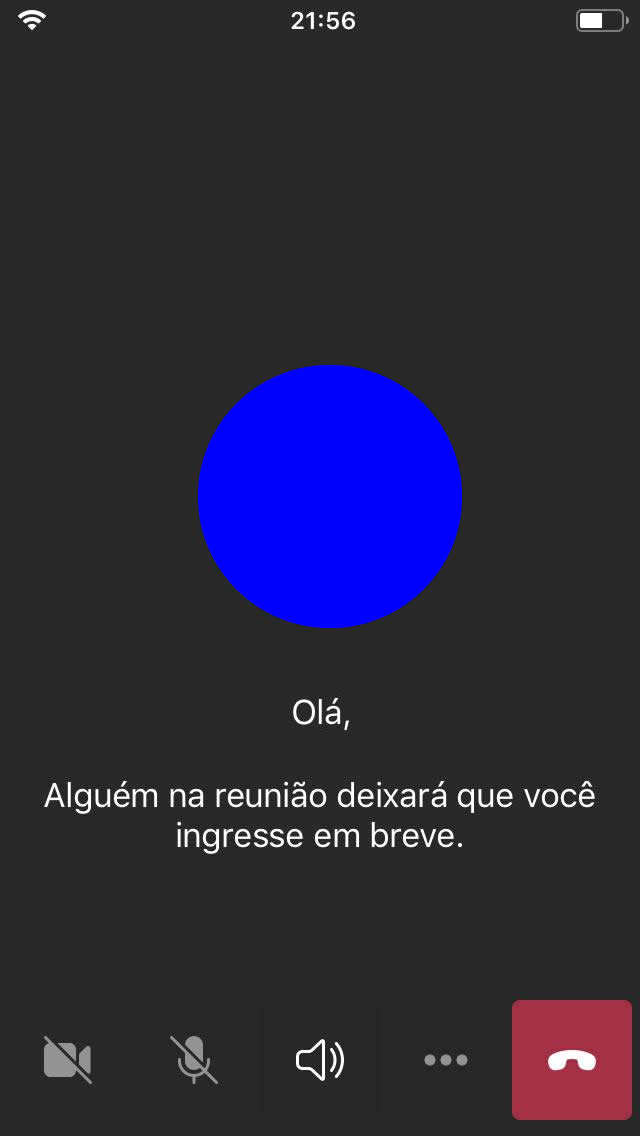 21:56
Olá,
Alguém na reunião deixará que você
ingresse em breve.